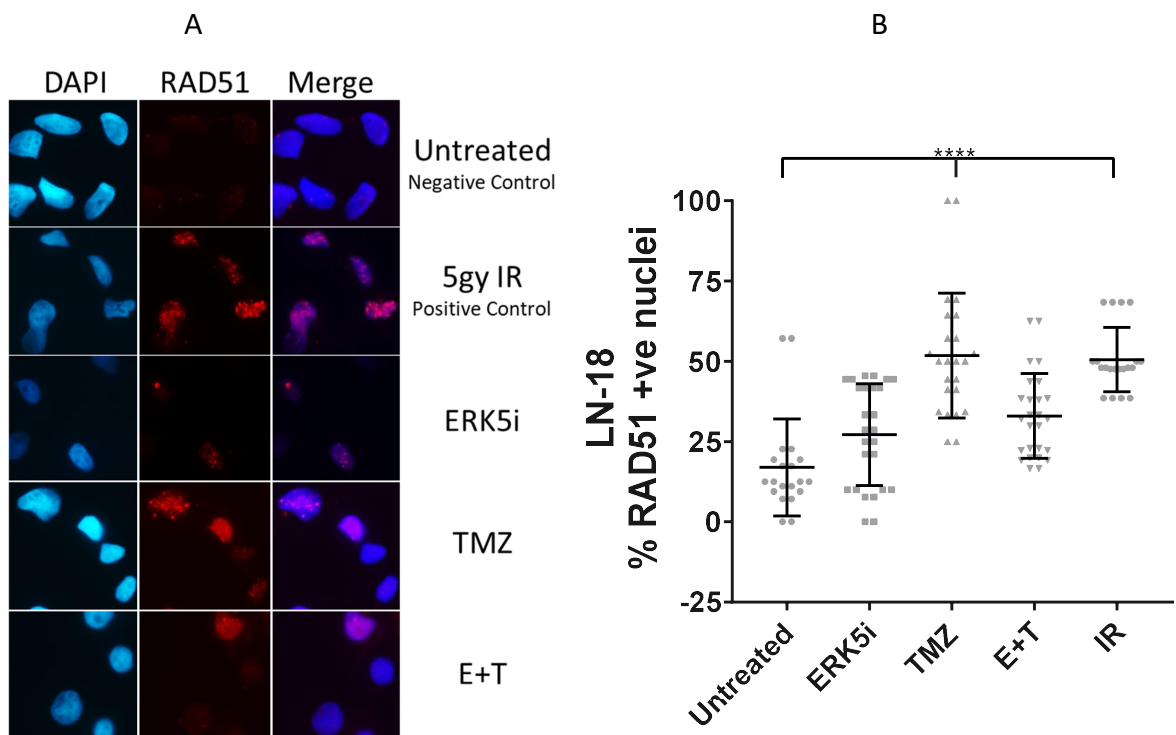 A
B
DAPI RAD51 Merge
Untreated
Negative Control
5gy IR
Positive Control
ERK5i
TMZ
E+T
****
LN-18
% RAD51 +ve nuclei
100
75
50
25
0
-25
Untreated
ERK5i
TMZ
E+T
IR